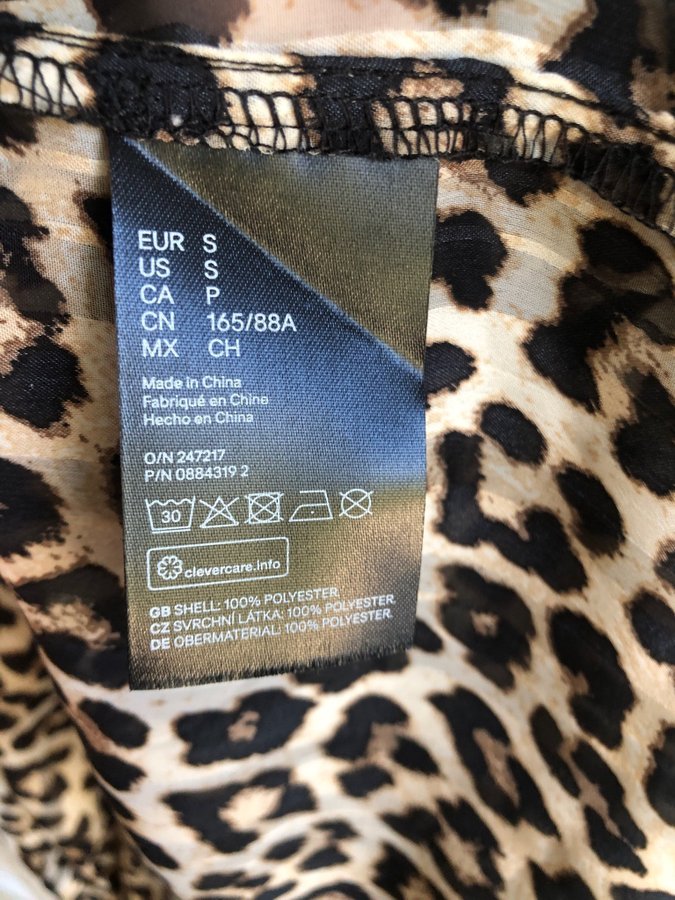 EUR S
US S
CA P
CN 165/88A
MX CH
Made in China
Fabriqué en Chine
Hecho en China
O/N 247217
P/N 0884319 2
30
clevercare.info
GB SHELL: 100% POLYESTER.
CZ SVRCHNÍ LÁTKA: 100% POLYESTER.
DE OBERMATERIAL: 100% POLYESTER.